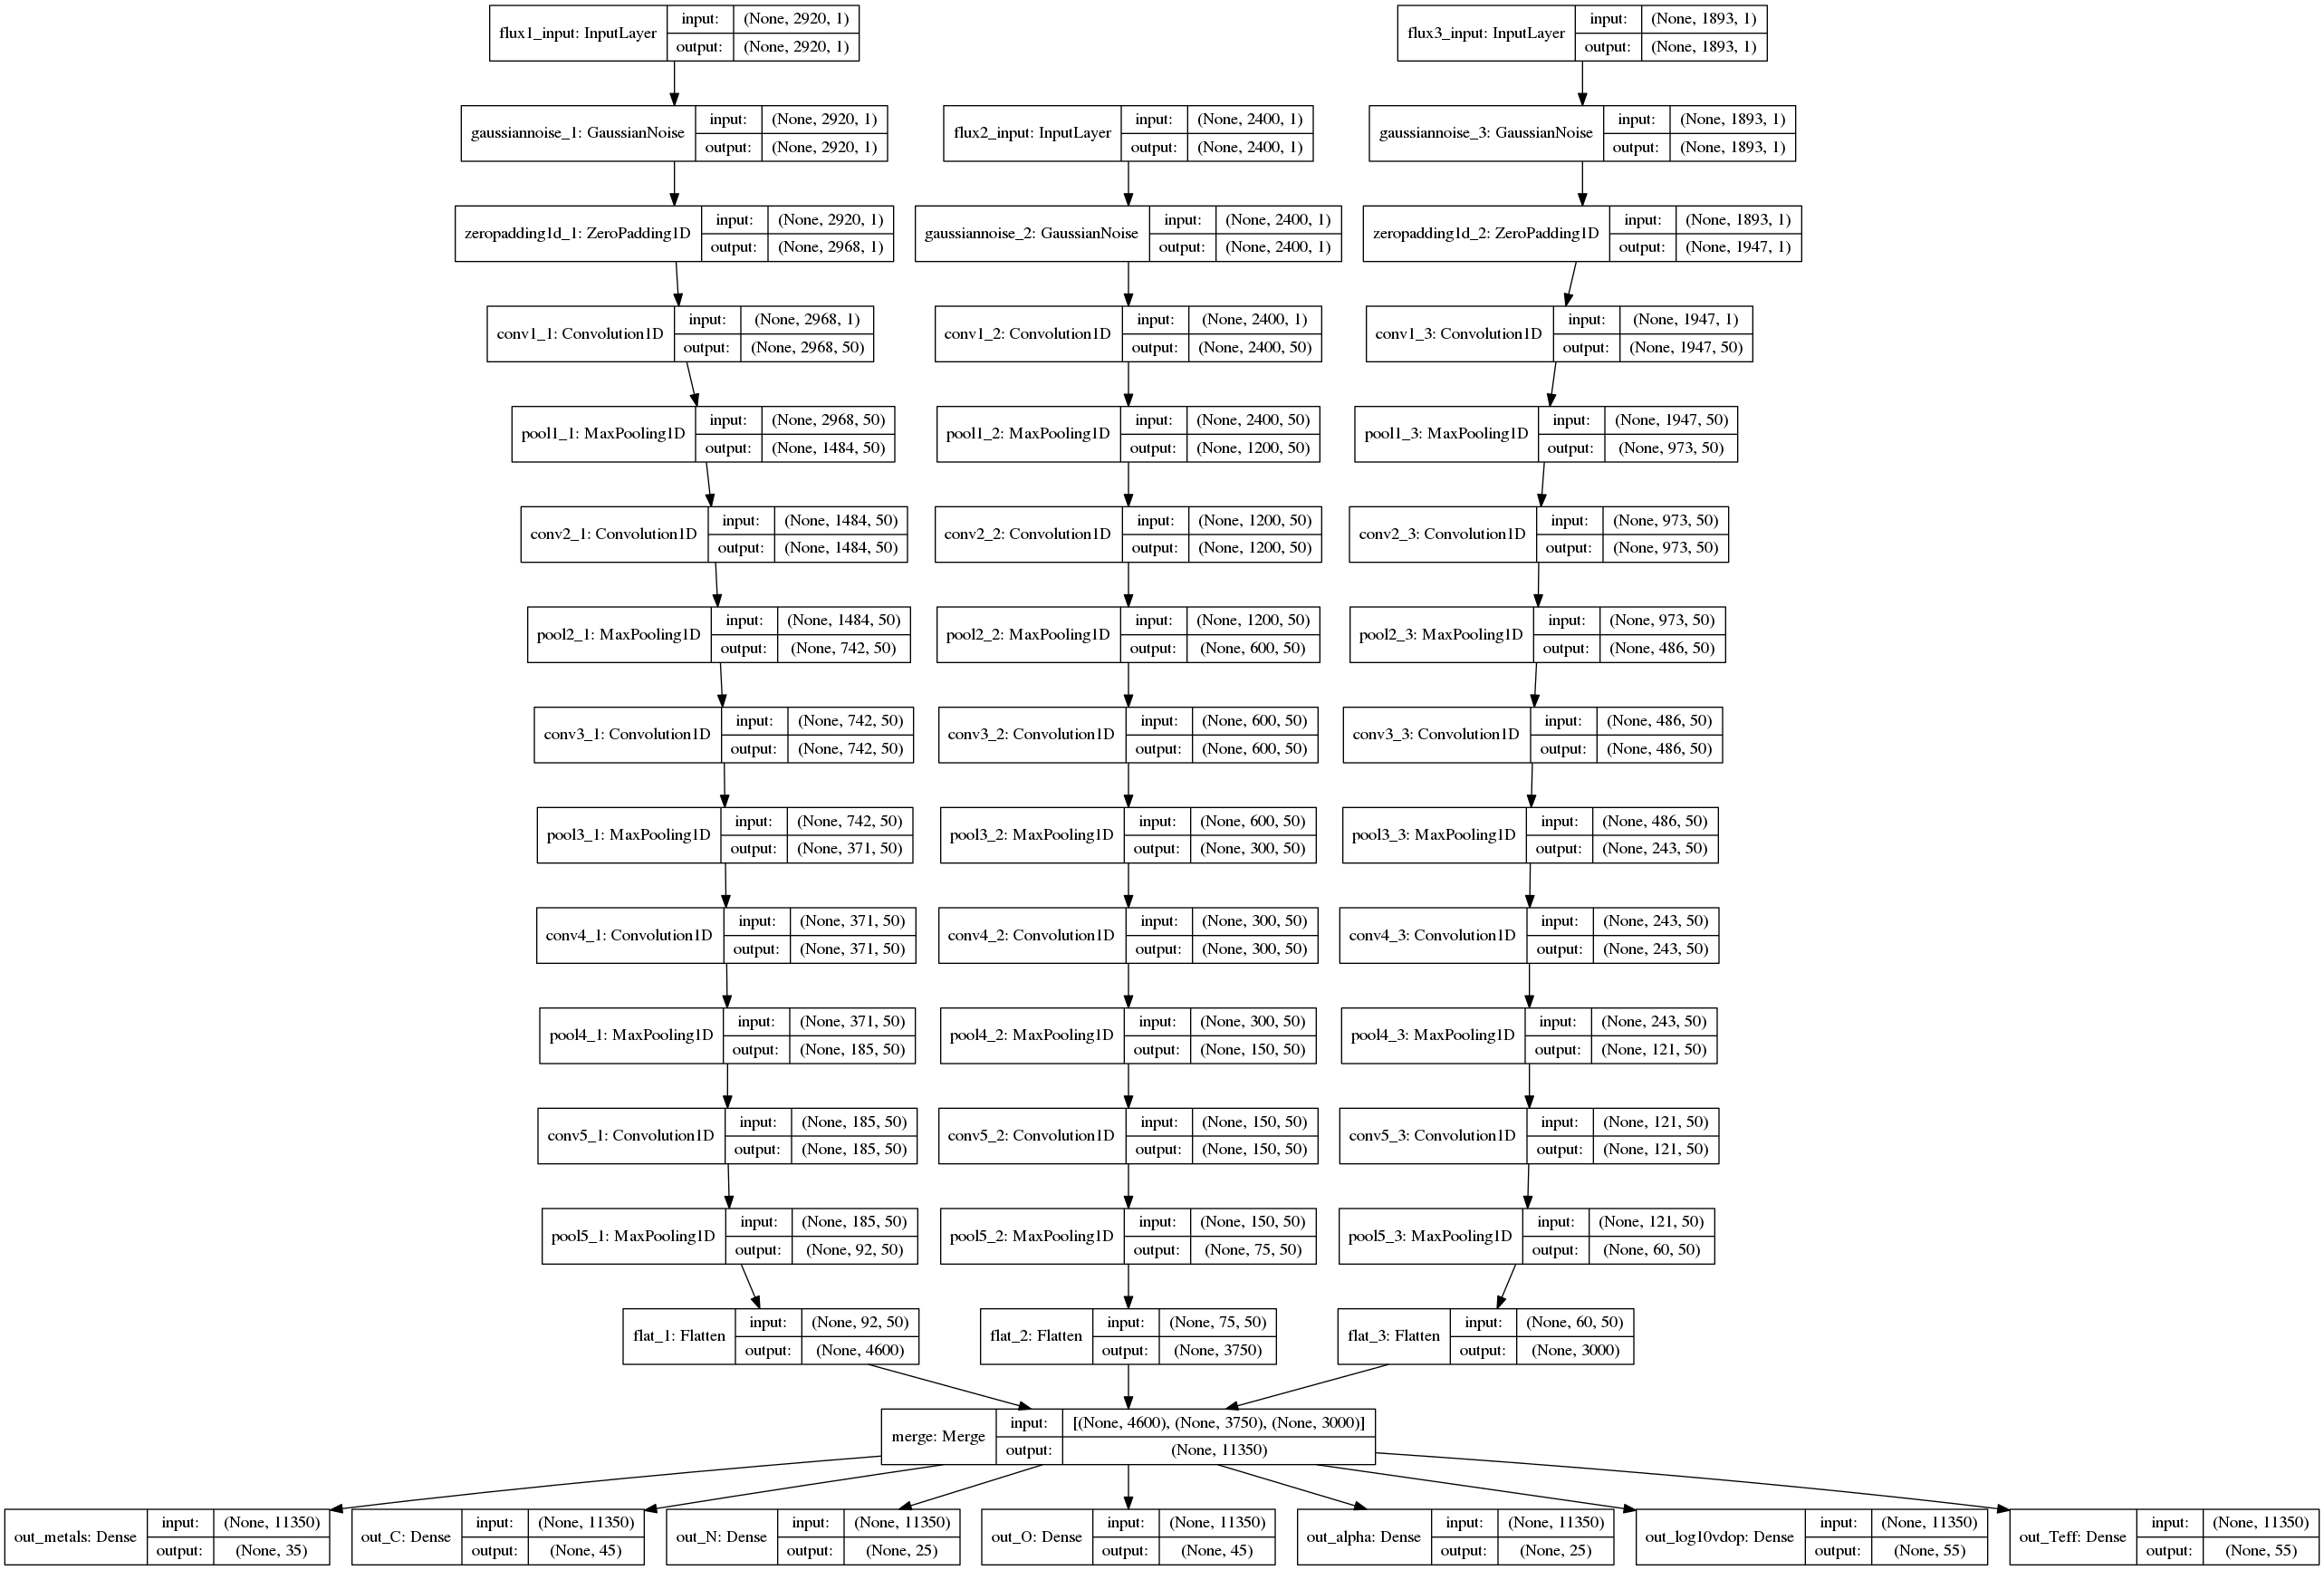 flux1_input: InputLayer input: (None, 2920, 1)
output: (None, 2920, 1)
flux3_input: InputLayer input: (None, 1893, 1)
output: (None, 1893, 1)
gaussiannoise_1: GaussianNoise input: (None, 2920, 1)
output: (None, 2920, 1)
flux2_input: InputLayer input: (None, 2400, 1)
output: (None, 2400, 1)
gaussiannoise_3: GaussianNoise input: (None, 1893, 1)
output: (None, 1893, 1)
zeropadding1d_1: ZeroPadding1D input: (None, 2920, 1)
output: (None, 2968, 1)
gaussiannoise_2: GaussianNoise input: (None, 2400, 1)
output: (None, 2400, 1)
zeropadding1d_2: ZeroPadding1D input: (None, 1893, 1)
output: (None, 1947, 1)
conv1_1: Convolution1D input: (None, 2968, 1)
output: (None, 2968, 50)
conv1_2: Convolution1D input: (None, 2400, 1)
output: (None, 2400, 50)
conv1_3: Convolution1D input: (None, 1947, 1)
output: (None, 1947, 50)
pool1_1: MaxPooling1D input: (None, 2968, 50)
output: (None, 1484, 50)
pool1_2: MaxPooling1D input: (None, 2400, 50)
output: (None, 1200, 50)
pool1_3: MaxPooling1D input: (None, 1947, 50)
output: (None, 973, 50)
conv2_1: Convolution1D input: (None, 1484, 50)
output: (None, 1484, 50)
conv2_2: Convolution1D input: (None, 1200, 50)
output: (None, 1200, 50)
conv2_3: Convolution1D input: (None, 973, 50)
output: (None, 973, 50)
pool2_1: MaxPooling1D input: (None, 1484, 50)
output: (None, 742, 50)
pool2_2: MaxPooling1D input: (None, 1200, 50)
output: (None, 600, 50)
pool2_3: MaxPooling1D input: (None, 973, 50)
output: (None, 486, 50)
conv3_1: Convolution1D input: (None, 742, 50)
output: (None, 742, 50)
conv3_2: Convolution1D input: (None, 600, 50)
output: (None, 600, 50)
conv3_3: Convolution1D input: (None, 486, 50)
output: (None, 486, 50)
pool3_1: MaxPooling1D input: (None, 742, 50)
output: (None, 371, 50)
pool3_2: MaxPooling1D input: (None, 600, 50)
output: (None, 300, 50)
pool3_3: MaxPooling1D input: (None, 486, 50)
output: (None, 243, 50)
conv4_1: Convolution1D input: (None, 371, 50)
output: (None, 371, 50)
conv4_2: Convolution1D input: (None, 300, 50)
output: (None, 300, 50)
conv4_3: Convolution1D input: (None, 243, 50)
output: (None, 243, 50)
pool4_1: MaxPooling1D input: (None, 371, 50)
output: (None, 185, 50)
pool4_2: MaxPooling1D input: (None, 300, 50)
output: (None, 150, 50)
pool4_3: MaxPooling1D input: (None, 243, 50)
output: (None, 121, 50)
conv5_1: Convolution1D input: (None, 185, 50)
output: (None, 185, 50)
conv5_2: Convolution1D input: (None, 150, 50)
output: (None, 150, 50)
conv5_3: Convolution1D input: (None, 121, 50)
output: (None, 121, 50)
pool5_1: MaxPooling1D input: (None, 185, 50)
output: (None, 92, 50)
pool5_2: MaxPooling1D input: (None, 150, 50)
output: (None, 75, 50)
pool5_3: MaxPooling1D input: (None, 121, 50)
output: (None, 60, 50)
flat_1: Flatten input: (None, 92, 50)
output: (None, 4600)
flat_2: Flatten input: (None, 75, 50)
output: (None, 3750)
flat_3: Flatten input: (None, 60, 50)
output: (None, 3000)
merge: Merge input: [(None, 4600), (None, 3750), (None, 3000)]
output: (None, 11350)
out_metals: Dense input: (None, 11350)
output: (None, 35)
out_C: Dense input: (None, 11350)
output: (None, 45)
out_N: Dense input: (None, 11350)
output: (None, 25)
out_O: Dense input: (None, 11350)
output: (None, 45)
out_alpha: Dense input: (None, 11350)
output: (None, 25)
out_log10vdop: Dense input: (None, 11350)
output: (None, 55)
out_Teff: Dense input: (None, 11350)
output: (None, 55)